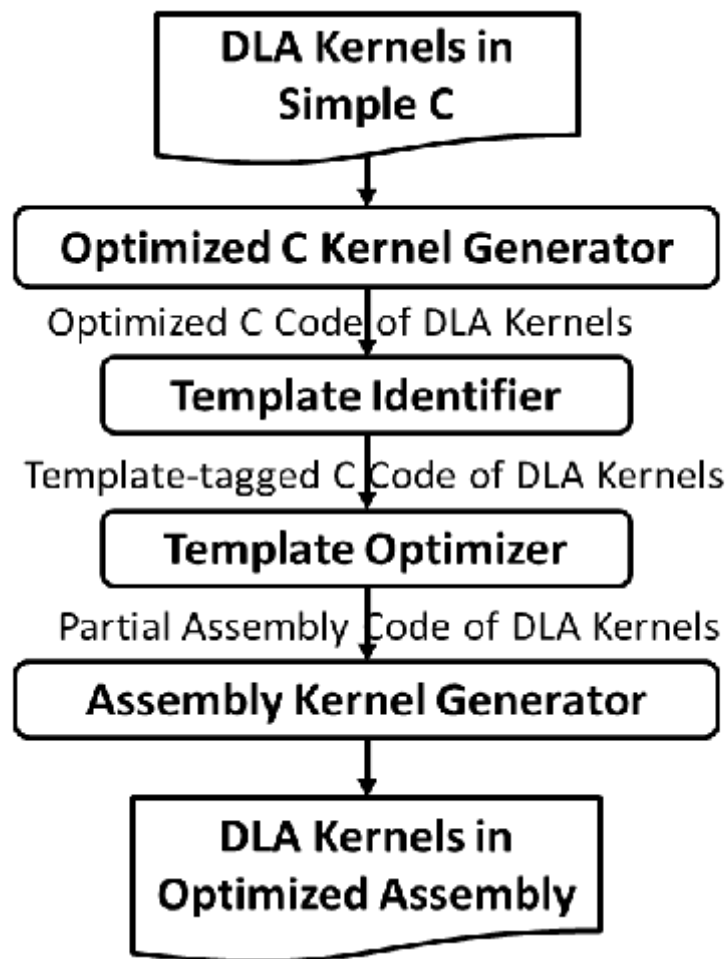 DLA Kernels in
Simple C
Optimized C Kernel Generator
Optimized C Code of DLA Kernels
Template Identifier
Template-tagged C Code of DLA Kernels
Template Optimizer
Partial Assembly Code of DLA Kernels
Assembly Kernel Generator
DLA Kernels in
Optimized Assembly